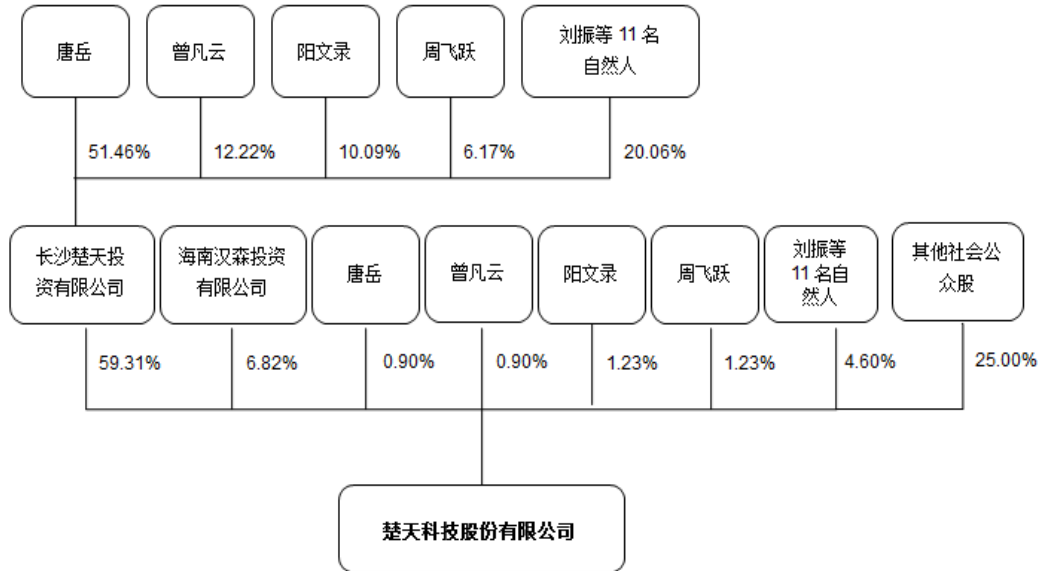 唐岳
曾凡云
阳文录
周飞跃
刘振等 11 名
自然人
51.46%
12.22%
10.09%
6.17%
20.06%
长沙楚天投
资有限公司
海南汉森投资
有限公司
唐岳
曾凡云
阳文录
周飞跃
刘振等
11 名自
然人
其他社会公
众股
59.31%
6.82%
0.90%
0.90%
1.23%
1.23%
4.60%
25.00%
楚天科技股份有限公司